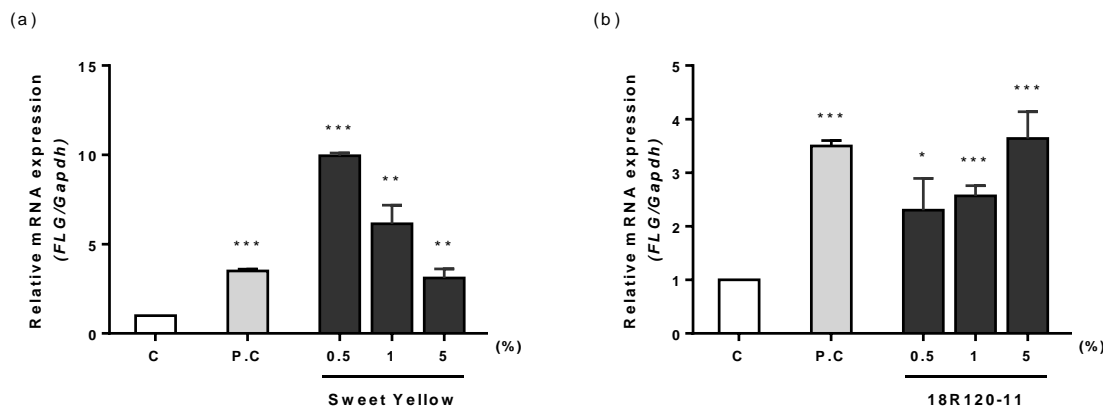 (a)
Relative mRNA expression
(FLG/Gapdh)
15
10
5
0
***
***
**
**
C
P.C
0.5
1
5
(%)
Sweet Yellow
(b)
Relative mRNA expression
(FLG/Gapdh)
5
4
3
2
1
0
***
*
***
***
C
P.C
0.5
1
5
(%)
18R120-11